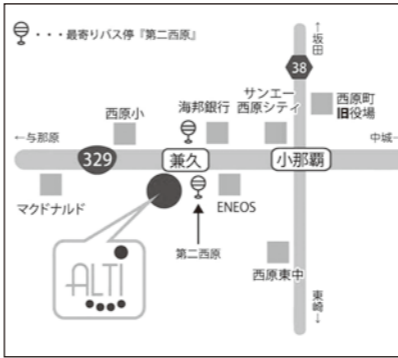 ・・・最寄りバス停『第二西原』
←坂田
38
サンエー
西原シティ
西原町
旧役場
西原小
海邦銀行
←与那原
中城→
329
兼久
小那覇
マクドナルド
ENEOS
第二西原
ALTI
西原東中
東崎→